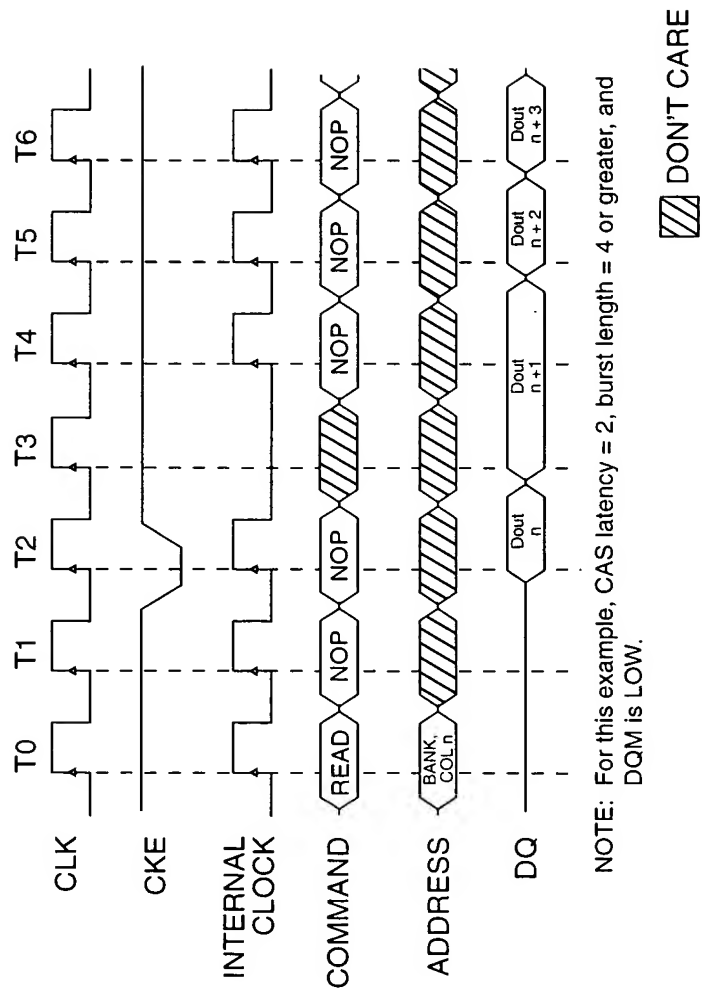 T0 T1 T2 T3 T4 T5 T6
CLK
CKE
INTERNAL
CLOCK
COMMAND
READ NOP NOP NOP NOP NOP
ADDRESS
BANK,
COL n
DQ
Dout
n
Dout
n + 1
Dout
n + 2
Dout
n + 3
NOTE: For this example, CAS latency = 2, burst length = 4 or greater, and
DQM is LOW.
DON'T CARE